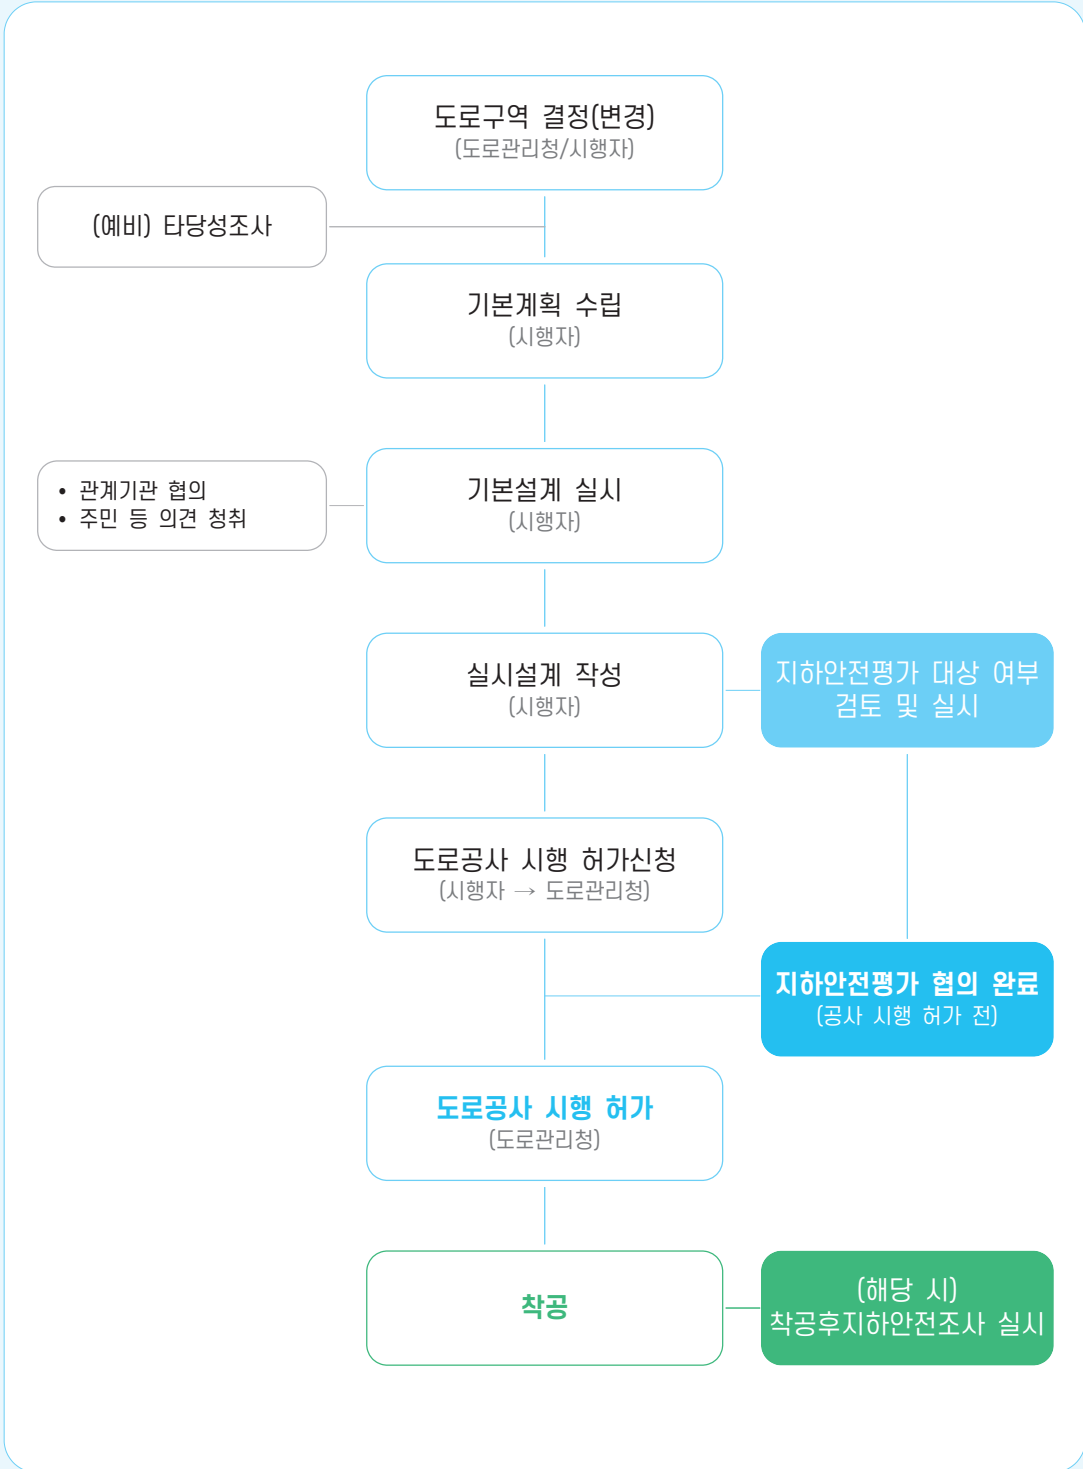 도로구역 결정(변경)
(도로관리청/시행자)
(예비) 타당성조사
기본계획 수립
(시행자)
• 관계기관 협의
• 주민 등 의견 청취
기본설계 실시
(시행자)
실시설계 작성
(시행자)
지하안전평가 대상 여부
검토 및 실시
도로공사 시행 허가신청
(시행자 → 도로관리청)
지하안전평가 협의 완료
(공사 시행 허가 전)
도로공사 시행 허가
(도로관리청)
착공
(해당 시)
착공후지하안전조사 실시